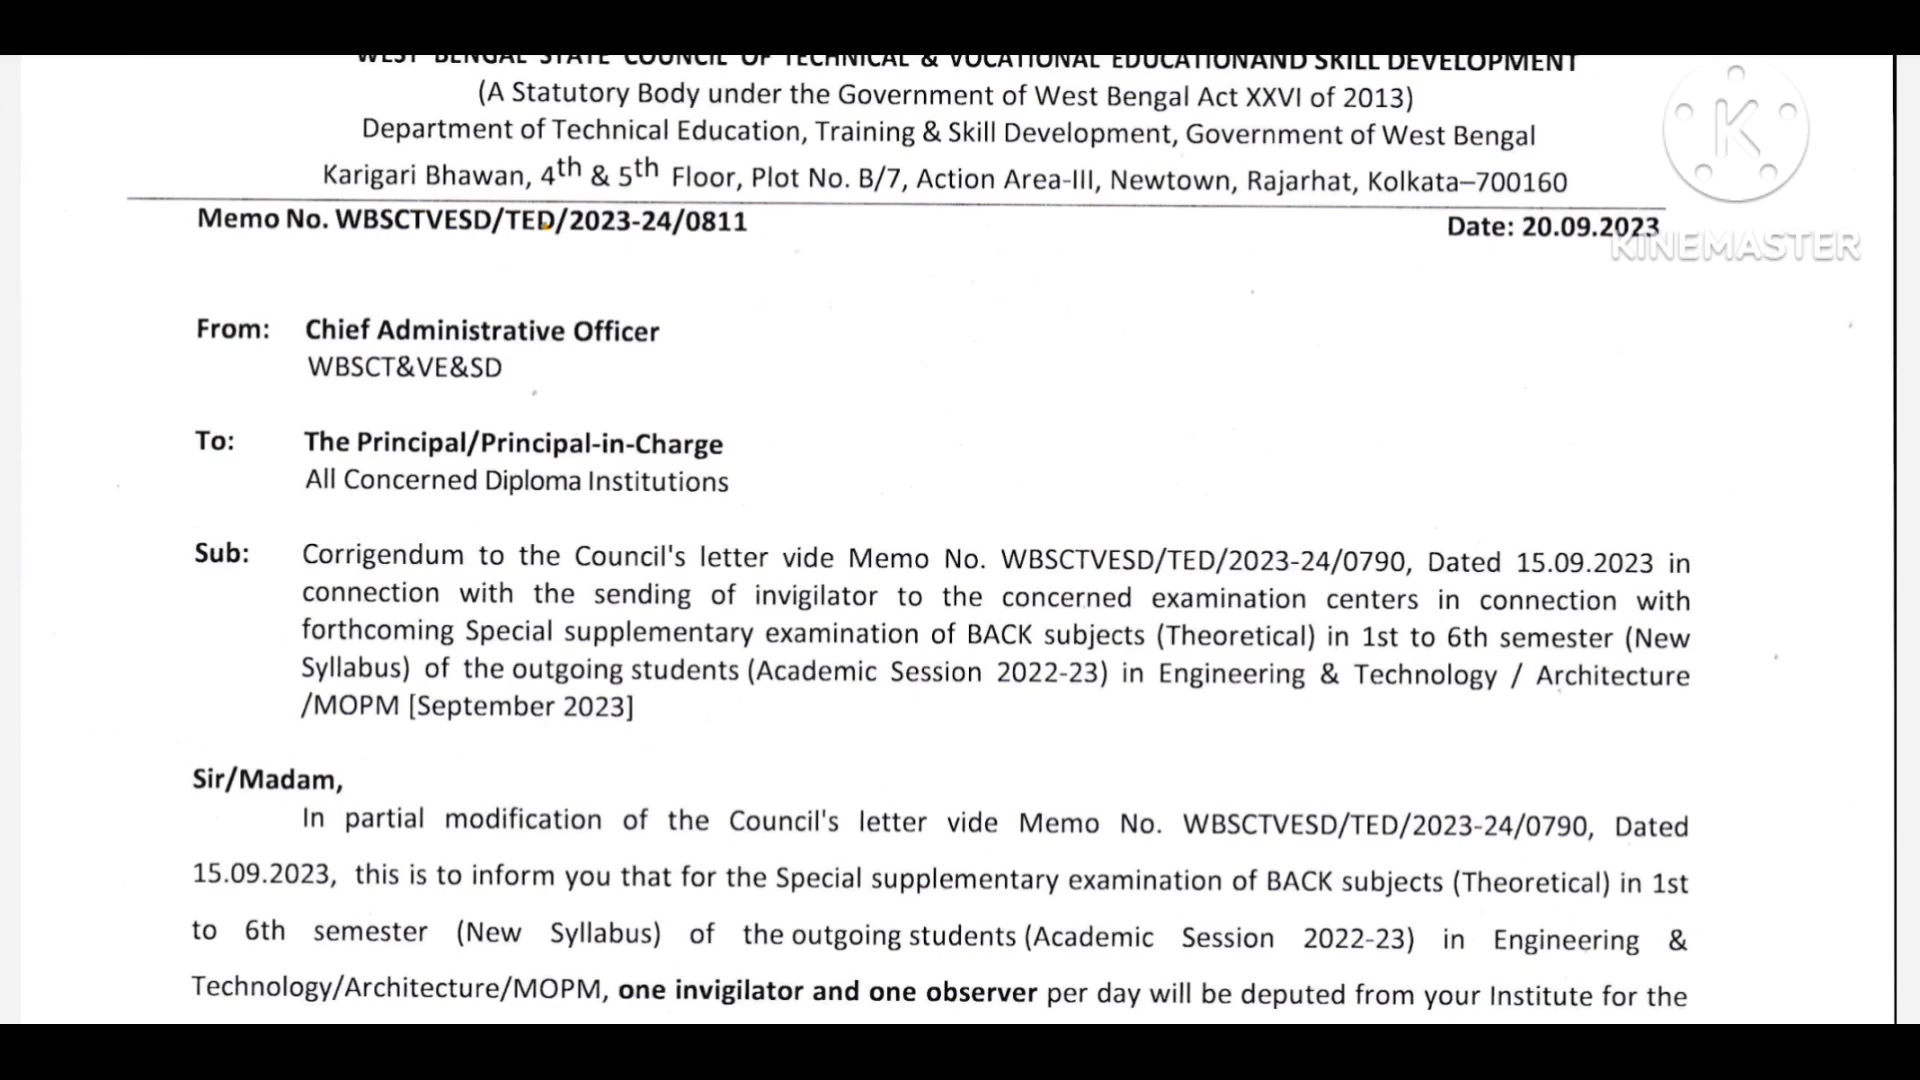 WEST BENGAL STATE COUNCIL OF TECHNICAL & VOCATIONAL EDUCATIONAND SKILL DEVELOPMENT
(A Statutory Body under the Government of West Bengal Act XXVI of 2013)
Department of Technical Education, Training & Skill Development, Government of West Bengal
Karigari Bhawan, 4th & 5th Floor, Plot No. B/7, Action Area-III, Newtown, Rajarhat, Kolkata–700160
Memo No. WBSCTVESD/TED/2023-24/0811 Date: 20.09.2023
K
KINEMASTER
From: Chief Administrative Officer
WBSCT&VE&SD
To: The Principal/Principal-in-Charge
All Concerned Diploma Institutions
Sub: Corrigendum to the Council's letter vide Memo No. WBSCTVESD/TED/2023-24/0790, Dated 15.09.2023 in
connection with the sending of invigilator to the concerned examination centers in connection with
forthcoming Special supplementary examination of BACK subjects (Theoretical) in 1st to 6th semester (New
Syllabus) of the outgoing students (Academic Session 2022-23) in Engineering & Technology / Architecture
/MOPM [September 2023]
Sir/Madam,
In partial modification of the Council's letter vide Memo No. WBSCTVESD/TED/2023-24/0790, Dated
15.09.2023, this is to inform you that for the Special supplementary examination of BACK subjects (Theoretical) in 1st
to 6th semester (New Syllabus) of the outgoing students (Academic Session 2022-23) in Engineering &
Technology/Architecture/MOPM, one invigilator and one observer per day will be deputed from your Institute for the